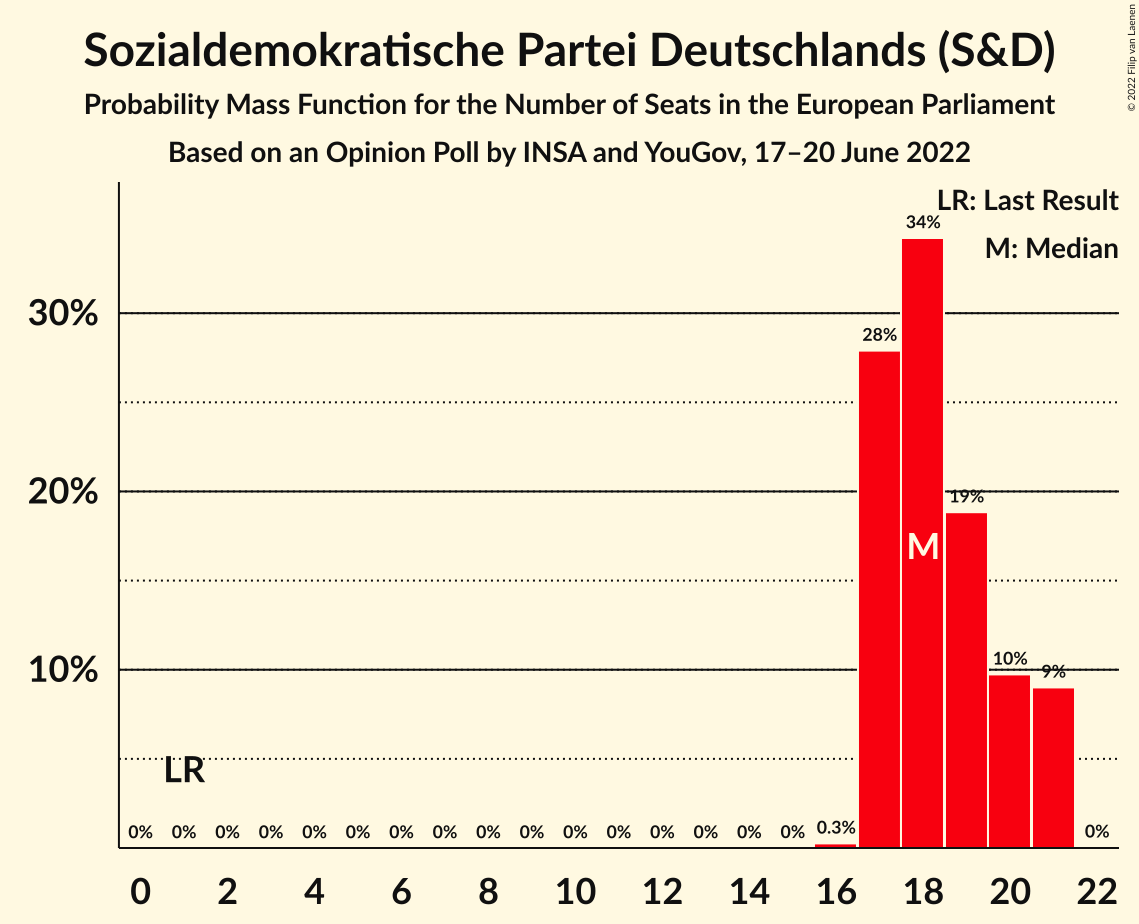 Sozialdemokratische Partei Deutschlands (S&D)
Probability Mass Function for the Number of Seats in the European Parliament
Based on an Opinion Poll by INSA and YouGov, 17–20 June 2022
© 2022 Filip van Laenen
LR: Last Result
M: Median
34%
30%
28%
20%
19%
M
10%
10%
9%
LR
0% 0% 0% 0% 0% 0% 0% 0% 0% 0% 0% 0% 0% 0% 0% 0% 0.3% 0%
0 2 4 6 8 10 12 14 16 18 20 22